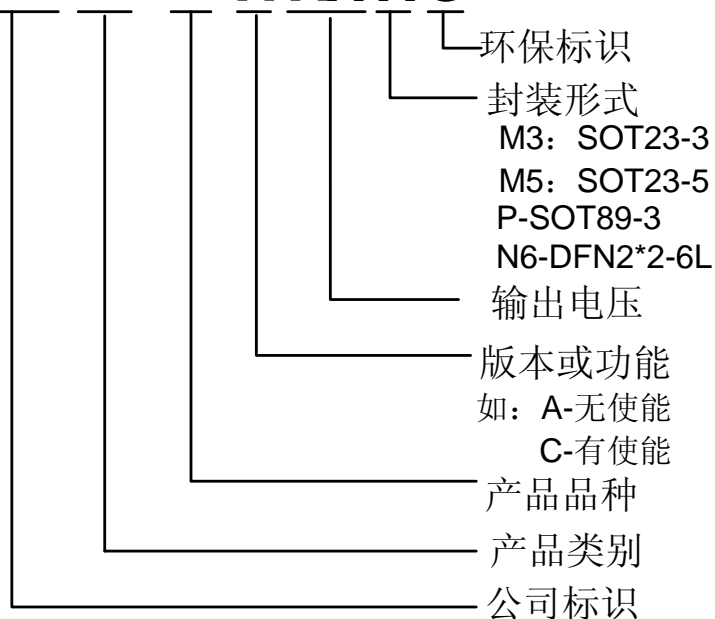 环保标识
封装形式
M3：SOT23-3
M5：SOT23-5
P-SOT89-3
N6-DFN2*2-6L
输出电压
版本或功能
如：A-无使能
C-有使能
产品品种
产品类别
公司标识